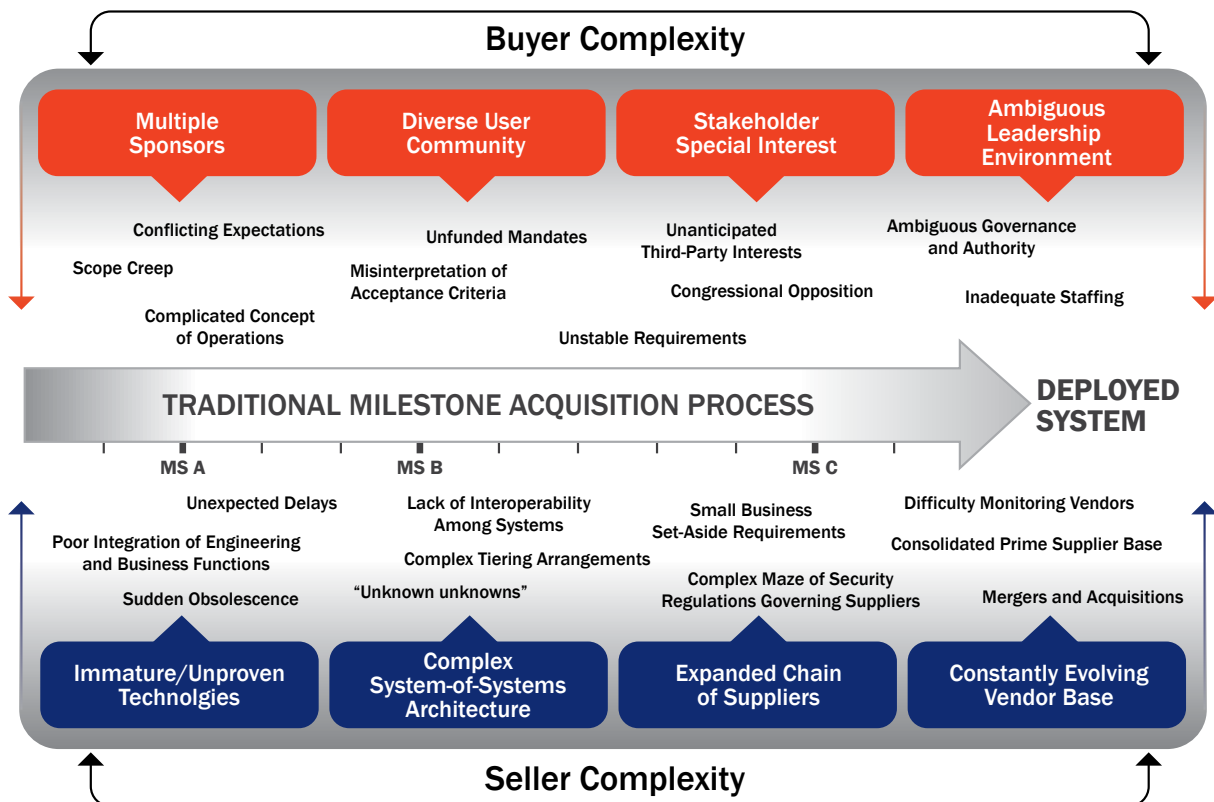 Buyer Complexity
Multiple
Sponsors
Diverse User
Community
Stakeholder
Special Interest
Ambiguous
Leadership
Environment
Conflicting Expectations
Scope Creep
Complicated Concept
of Operations
Unfunded Mandates
Misinterpretation of
Acceptance Criteria
Unanticipated
Third-Party Interests
Congressional Opposition
Unstable Requirements
Ambiguous Governance
and Authority
Inadequate Staffing
TRADITIONAL MILESTONE ACQUISITION PROCESS
DEPLOYED
SYSTEM
MS A
MS B
MS C
Unexpected Delays
Poor Integration of Engineering
and Business Functions
Sudden Obsolescence
Lack of Interoperability
Among Systems
Complex Tiering Arrangements
“Unknown unknowns”
Small Business
Set-Aside Requirements
Complex Maze of Security
Regulations Governing Suppliers
Difficulty Monitoring Vendors
Consolidated Prime Supplier Base
Mergers and Acquisitions
Immature/Unproven
Technolgies
Complex
System-of-Systems
Architecture
Expanded Chain
of Suppliers
Constantly Evolving
Vendor Base
Seller Complexity